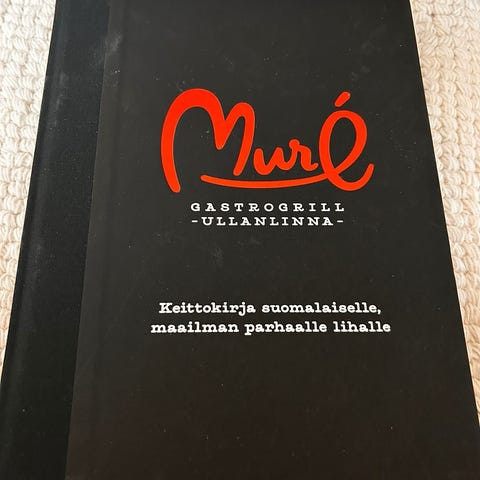 Muré
GASTROGRILL
-ULLANLINNA-
Keittokirja suomalaiselle,
maailman parhaalle lihalle